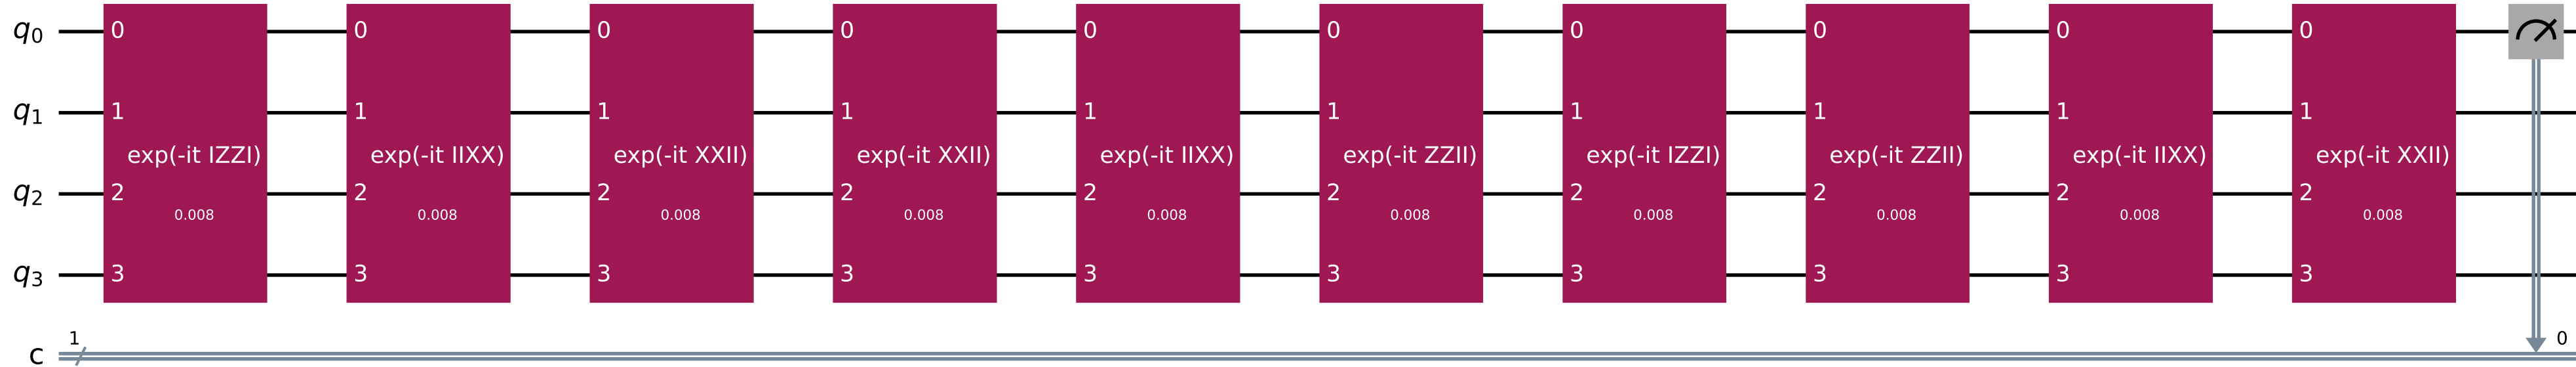 q0 0 0 0 0 0 0 0 0 0 0
q1 1 1 1 1 1 1 1 1 1 1
exp(-it IZZI) exp(-it IIXX) exp(-it XXII) exp(-it XXII) exp(-it IIXX) exp(-it ZZII) exp(-it IZZI) exp(-it ZZII) exp(-it IIXX) exp(-it XXII)
q2 2 2 2 2 2 2 2 2 2 2
0.008 0.008 0.008 0.008 0.008 0.008 0.008 0.008 0.008 0.008
q3 3 3 3 3 3 3 3 3 3 3
1 0
c